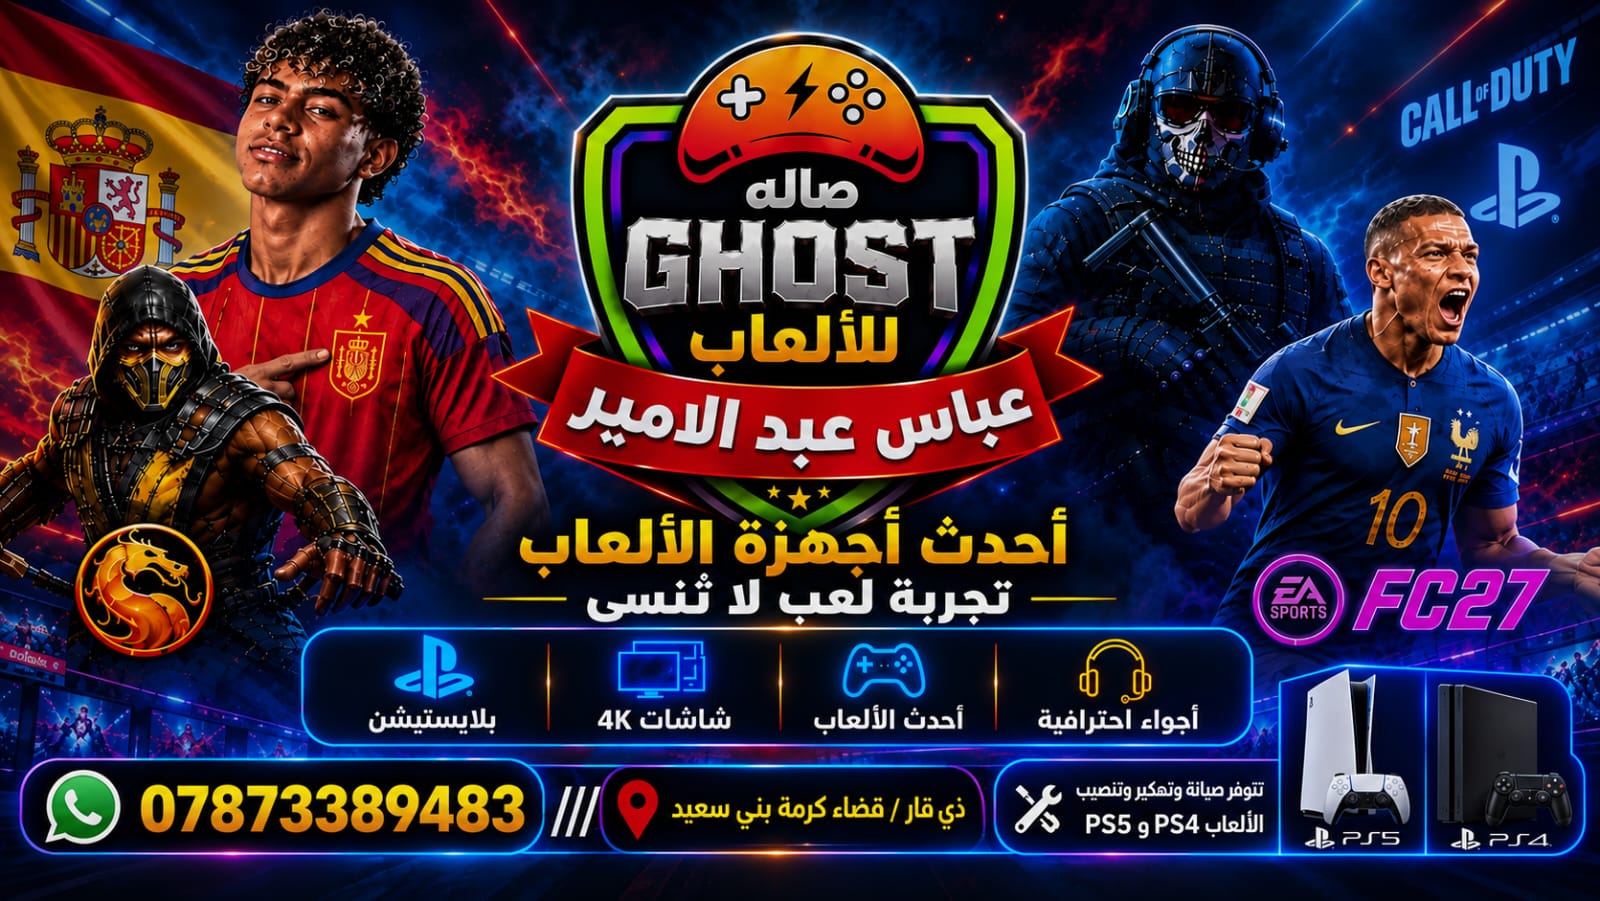 CALL OF DUTY
صاله
GHOST
للألعاب
عباس عبد الامير
أحدث أجهزة الألعاب
تجربة لعب لا تُنسى
10
EA
SPORTS
FC27
بلايستيشن
شاشات 4K
أحدث الألعاب
أجواء احترافية
07873389483
ذي قار / قضاء كرمة بني سعيد
تتوفر صيانة وتهكير وتنصيب
الألعاب PS4 و PS5
PS5
PS4